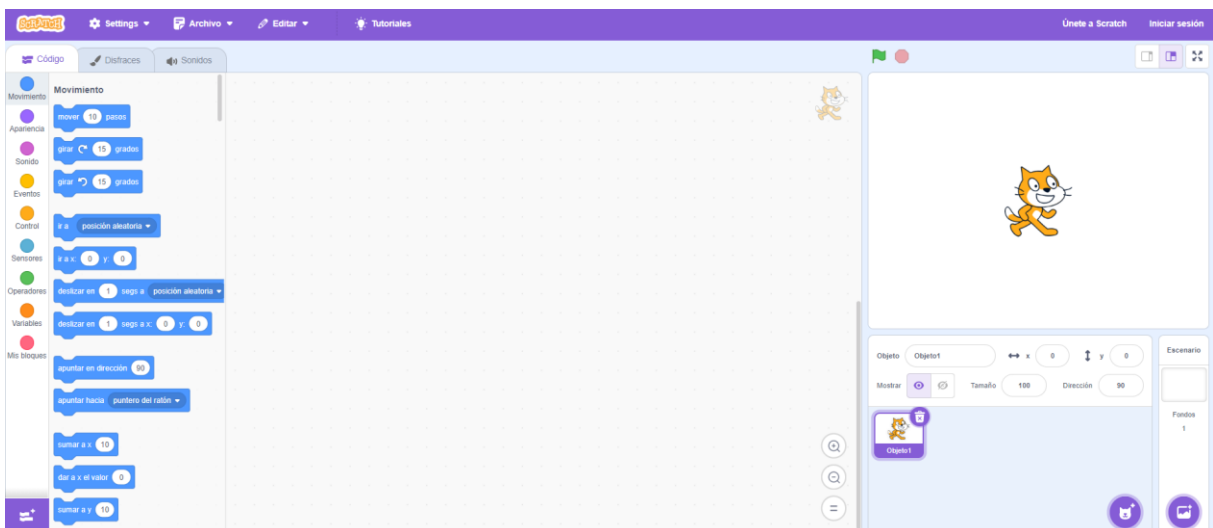 SCRATCH Settings Archivo Editar Tutoriales Únete a Scratch Iniciar sesión
Código Disfraces Sonidos
Movimiento
Apariencia
Sonido
Eventos
Control
Sensores
Operadores
Variables
Mis bloques
Movimiento
mover 10 pasos
girar 15 grados
girar 15 grados
ir a posición aleatoria
ir a x: 0 y: 0
deslizar en 1 segs a posición aleatoria
deslizar en 1 segs a x: 0 y: 0
apuntar en dirección 90
apuntar hacia puntero del ratón
sumar a x 10
dar a x el valor 0
sumar a y 10
Objeto Objeto1 x 0 y 0
Mostrar Tamaño 100 Dirección 90
Objeto1
Escenario
Fondos
1